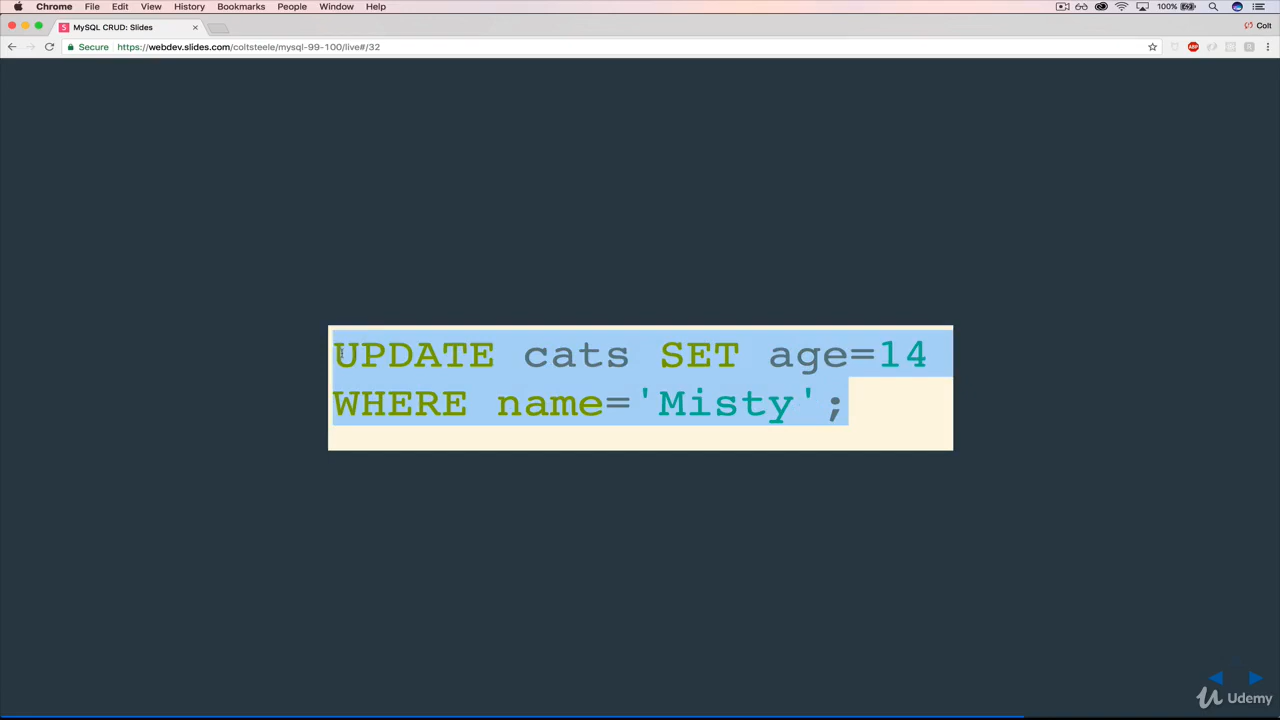 Chrome File Edit View History Bookmarks People Window Help 100%
MySQL CRUD: Slides
Colt
Secure https://webdev.slides.com/coltsteele/mysql-99-100/live#/32
ABP
UPDATE cats SET age=14
WHERE name='Misty';
Udemy